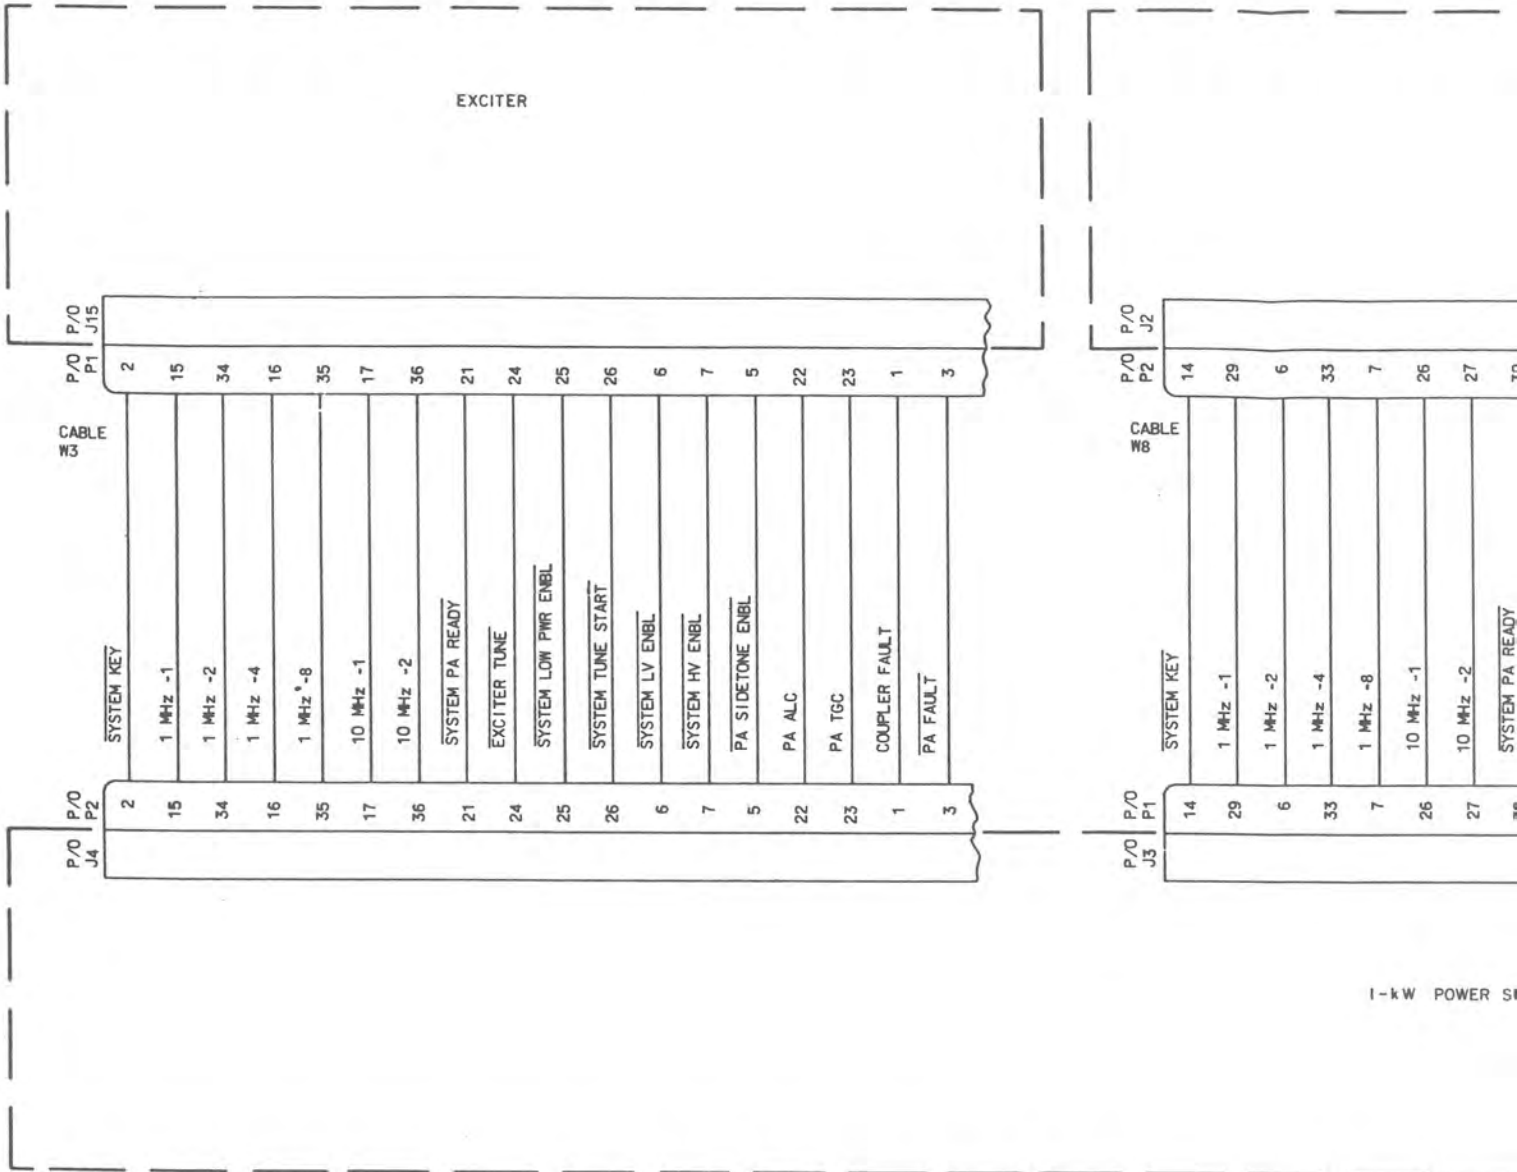 EXCITER
P/O
J15
P/O
P1
2
15
34
16
35
17
36
21
24
25
26
6
7
5
22
23
1
3
CABLE
W3
SYSTEM KEY
1 MHz -1
1 MHz -2
1 MHz -4
1 MHz -8
10 MHz -1
10 MHz -2
SYSTEM PA READY
EXCITER TUNE
SYSTEM LOW PWR ENBL
SYSTEM TUNE START
SYSTEM LV ENBL
SYSTEM HV ENBL
PA SIDETONE ENBL
PA ALC
PA TGC
COUPLER FAULT
PA FAULT
P/O
P2
2
15
34
16
35
17
36
21
24
25
26
6
7
5
22
23
1
3
P/O
J4
P/O
J2
P/O
P2
14
29
6
33
7
26
27
CABLE
W8
SYSTEM KEY
1 MHz -1
1 MHz -2
1 MHz -4
1 MHz -8
10 MHz -1
10 MHz -2
SYSTEM PA READY
P/O
P1
14
29
6
33
7
26
27
P/O
J3
1-kW POWER